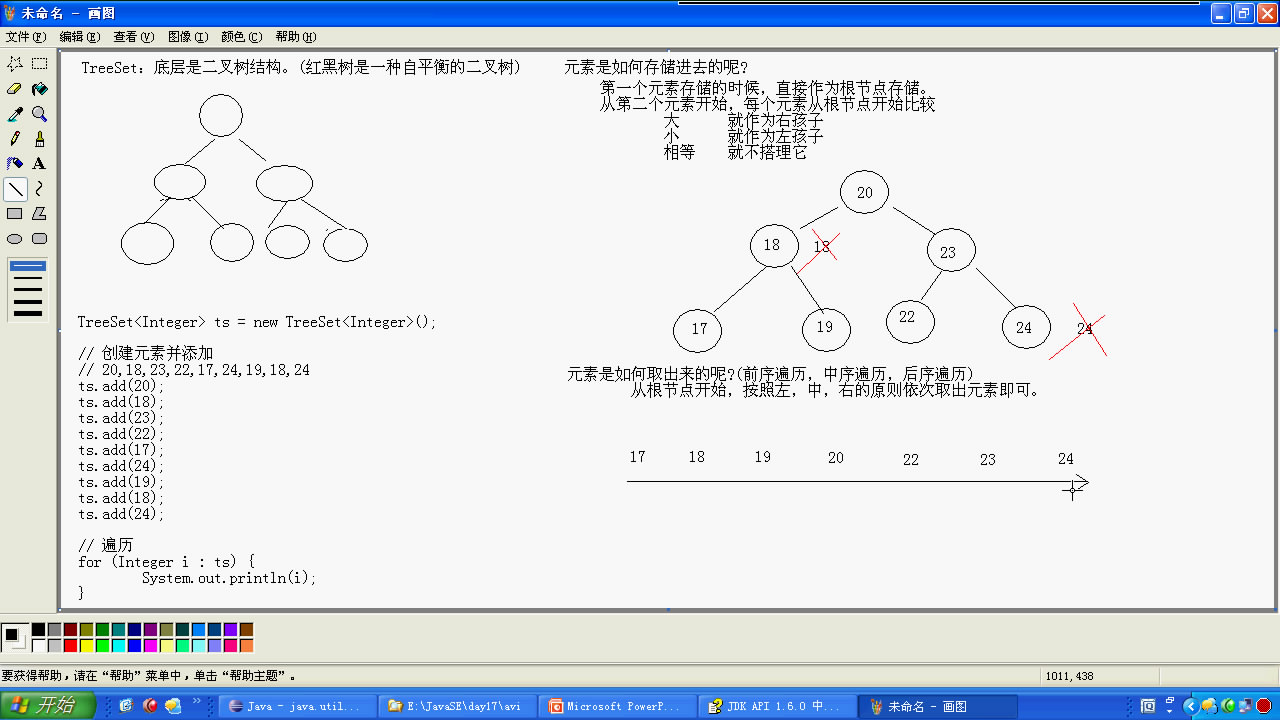 未命名 - 画图
文件(F) 编辑(E) 查看(V) 图像(I) 颜色(C) 帮助(H)
TreeSet: 底层是二叉树结构。(红黑树是一种自平衡的二叉树)
元素是如何存储进去的呢?
第一个元素存储的时候，直接作为根节点存储。
从第二个元素开始，每个元素从根节点开始比较
大 就作为右孩子
小 就作为左孩子
相等 就不搭理它
20
18 18 23
17 19 22 24 24
TreeSet<Integer> ts = new TreeSet<Integer>();
// 创建元素并添加
// 20,18,23,22,17,24,19,18,24
ts.add(20);
ts.add(18);
ts.add(23);
ts.add(22);
ts.add(17);
ts.add(24);
ts.add(19);
ts.add(18);
ts.add(24);
// 遍历
for (Integer i : ts) {
System.out.println(i);
}
元素是如何取出来的呢?(前序遍历，中序遍历，后序遍历)
从根节点开始，按照左，中，右的原则依次取出元素即可。
17 18 19 20 22 23 24
要获得帮助，请在“帮助”菜单中，单击“帮助主题”。
1011,438
开始
Java - java.util...
E:\JavaSE\day17\avi
Microsoft PowerP...
JDK API 1.6.0 中...
未命名 - 画图